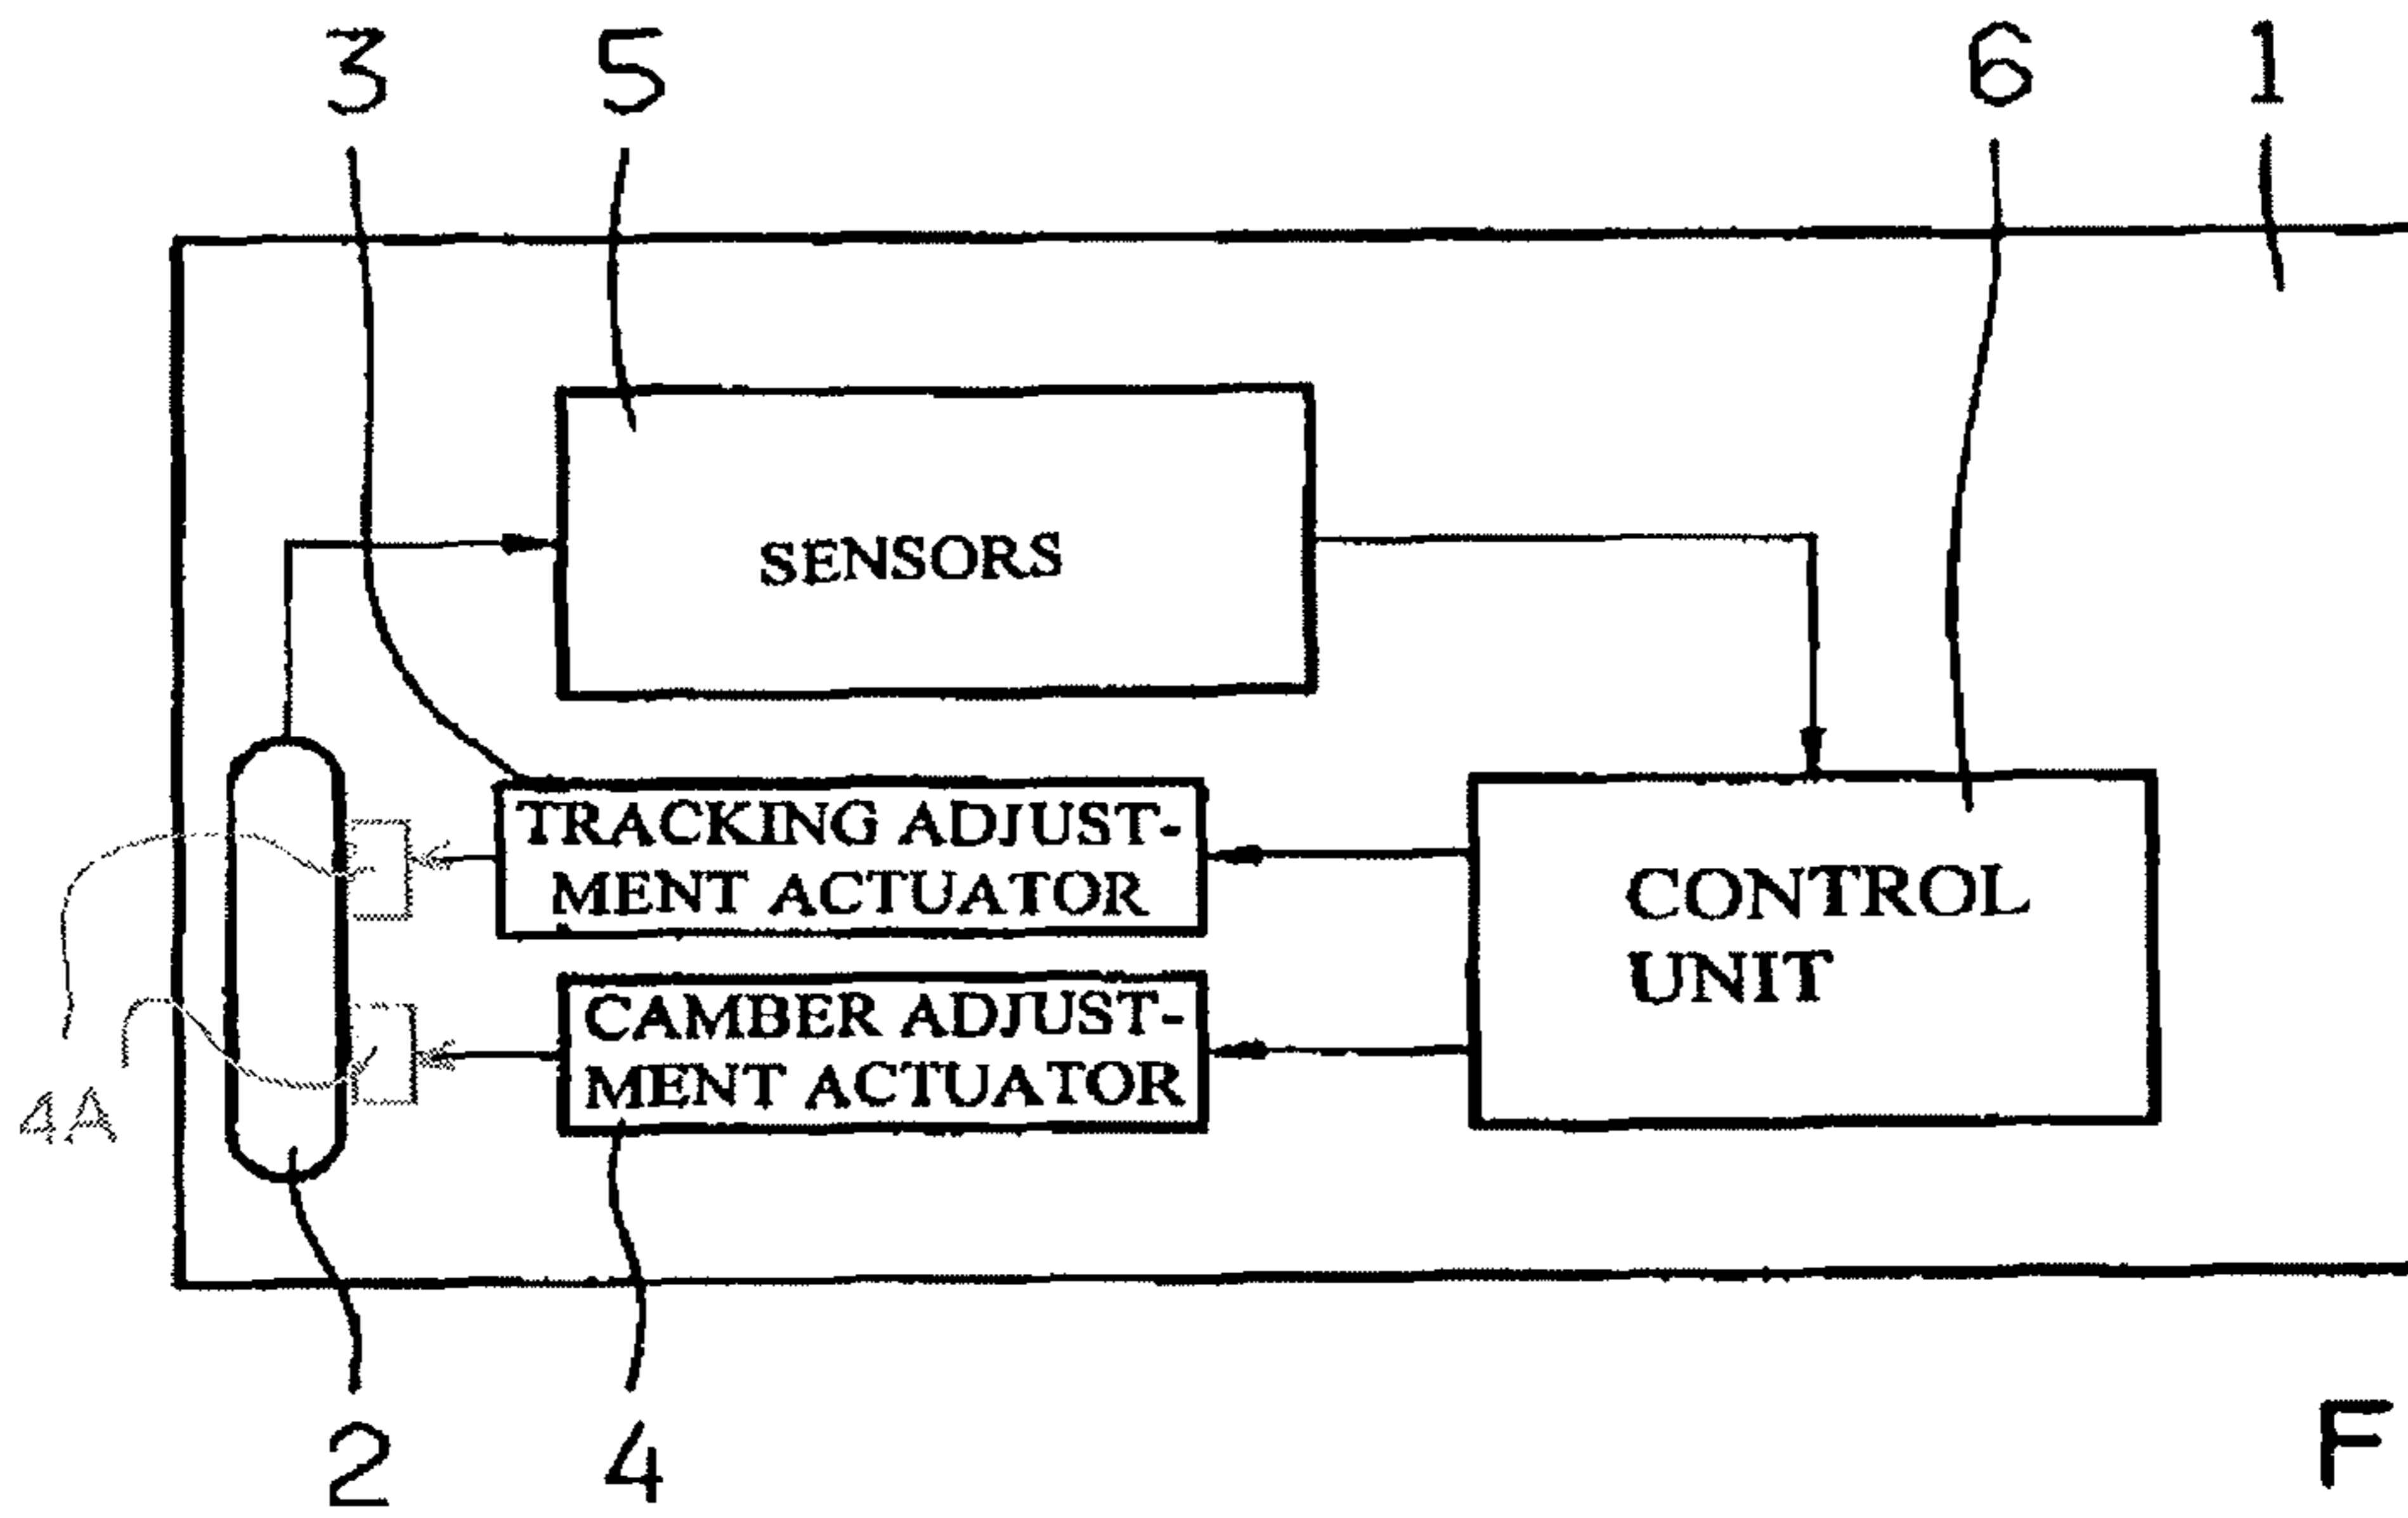 3 5 6 1
SENSORS
TRACKING ADJUST-
MENT ACTUATOR
CONTROL
UNIT
CAMBER ADJUST-
MENT ACTUATOR
4A
2 4
F